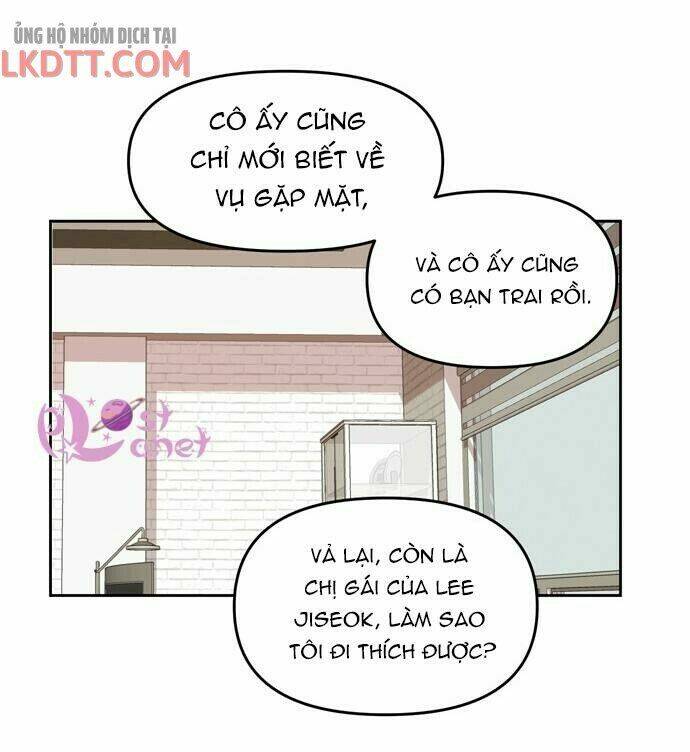 ỦNG HỘ NHÓM DỊCH TẠI
LKDTT.COM
CÔ ẤY CŨNG
CHỈ MỚI BIẾT VỀ
VỤ GẶP MẶT,
VÀ CÔ ẤY CŨNG
CÓ BẠN TRAI RỒI.
Lost
Planet
VẢ LẠI, CÒN LÀ
CHỊ GÁI CỦA LEE
JISEOK, LÀM SAO
TÔI ĐI THÍCH ĐƯỢC?